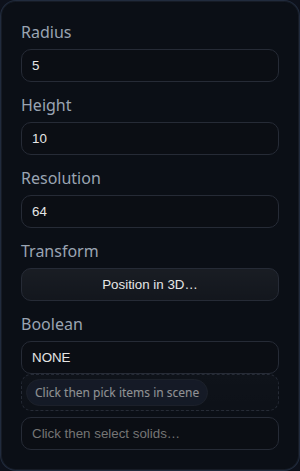 Radius
5
Height
10
Resolution
64
Transform
Position in 3D…
Boolean
NONE
Click then pick items in scene
Click then select solids…